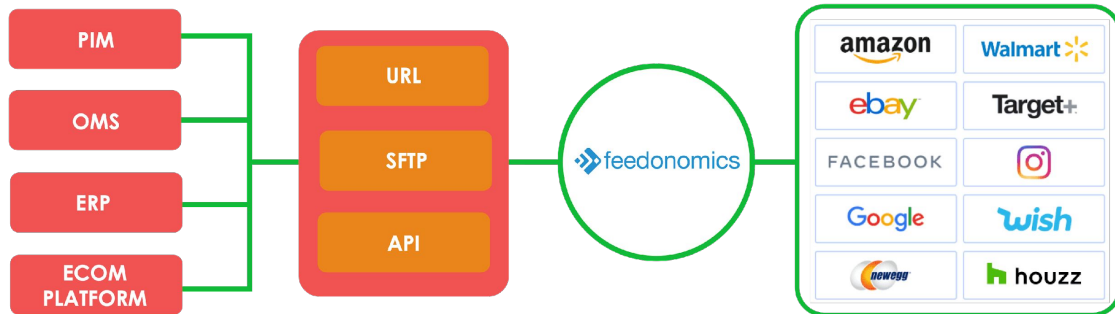 PIM
OMS
ERP
ECOM
PLATFORM
URL
SFTP
API
feedonomics
amazon
Walmart
ebay
Target+
FACEBOOK
Google
wish
newegg
houzz